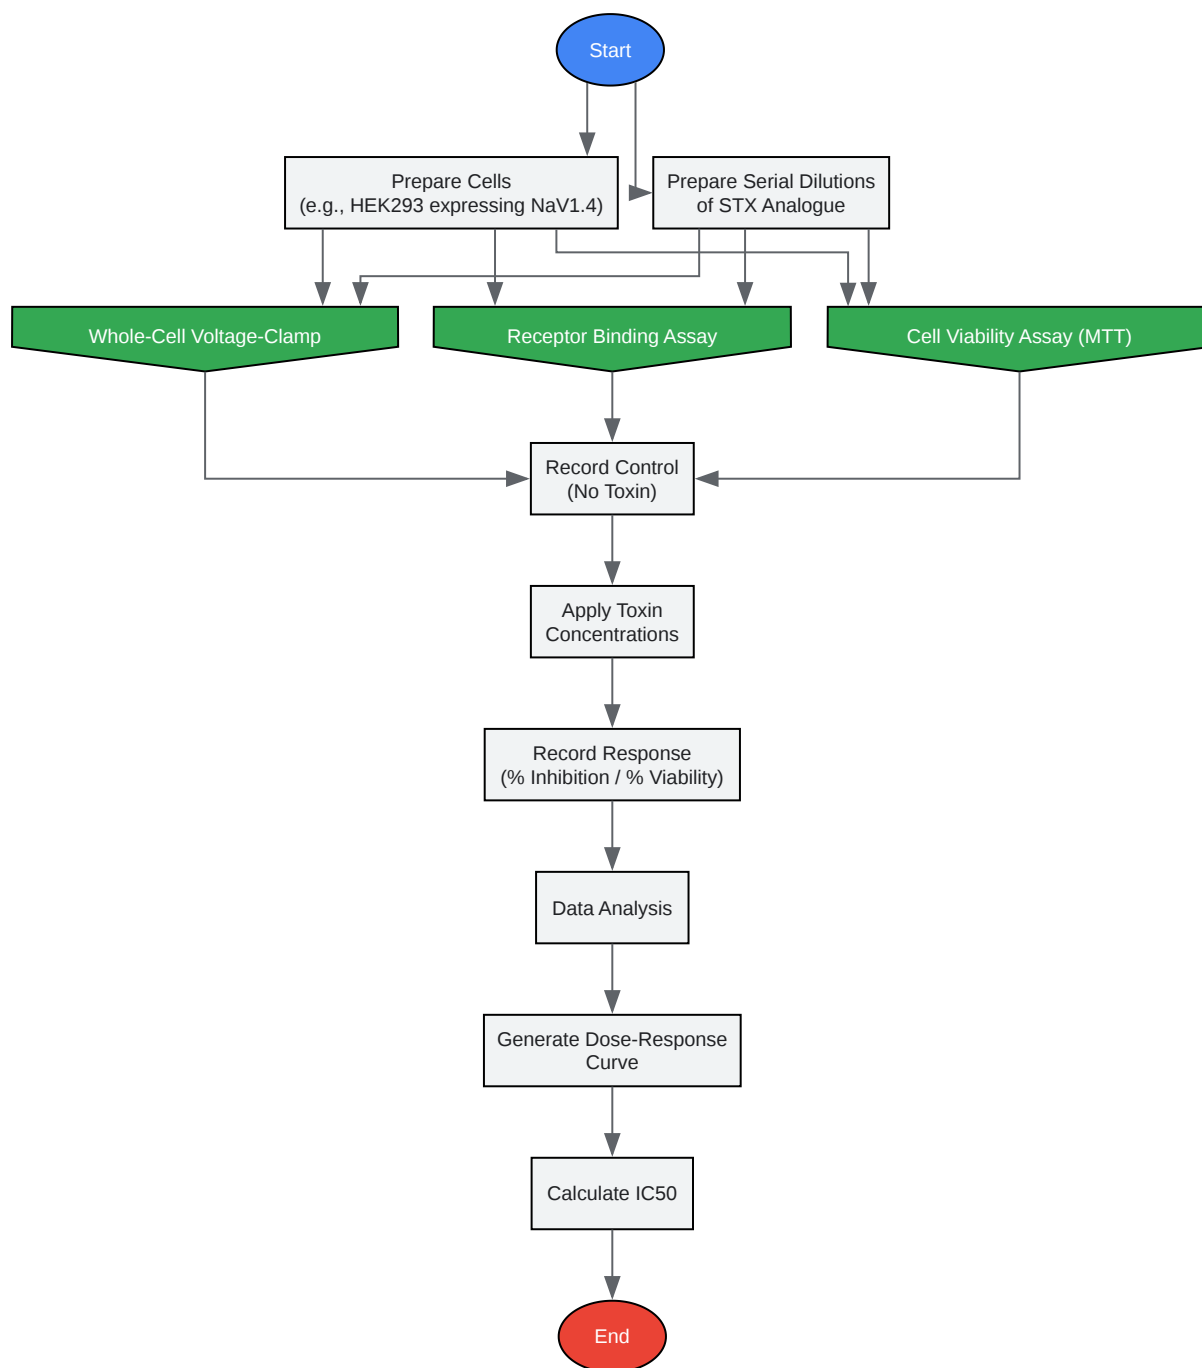 Start
Prepare Cells
(e.g., HEK293 expressing NaV1.4)
Prepare Serial Dilutions
of STX Analogue
Whole-Cell Voltage-Clamp
Receptor Binding Assay
Cell Viability Assay (MTT)
Record Control
(No Toxin)
Apply Toxin
Concentrations
Record Response
(% Inhibition / % Viability)
Data Analysis
Generate Dose-Response
Curve
Calculate IC50
End